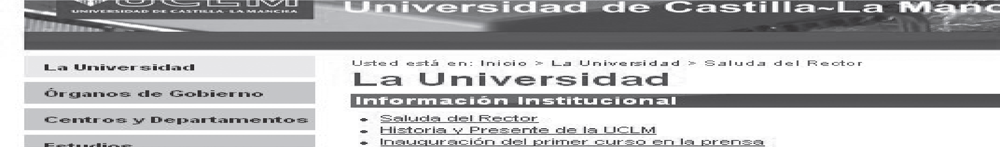 UCLM
UNIVERSIDAD DE CASTILLA-LA MANCHA
Universidad de Castilla~La Manc
La Universidad
Órganos de Gobierno
Centros y Departamentos
Estudios
Usted está en: Inicio > La Universidad > Saluda del Rector
La Universidad
Información Institucional
• Saluda del Rector
• Historia y Presente de la UCLM
• Inauguración del primer curso en la prensa